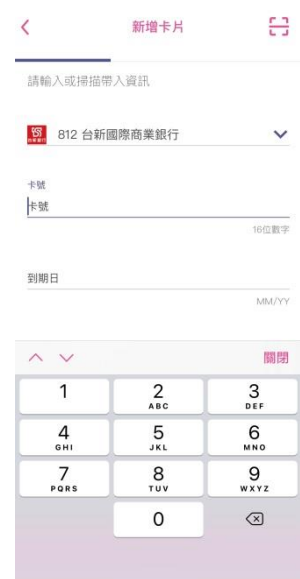 新增卡片
請輸入或掃描帶入資訊
812 台新國際商業銀行
卡號
卡號
16位數字
到期日
MM/YY
關閉
1 2 3
ABC DEF
4 5 6
GHI JKL MNO
7 8 9
PQRS TUV WXYZ
0